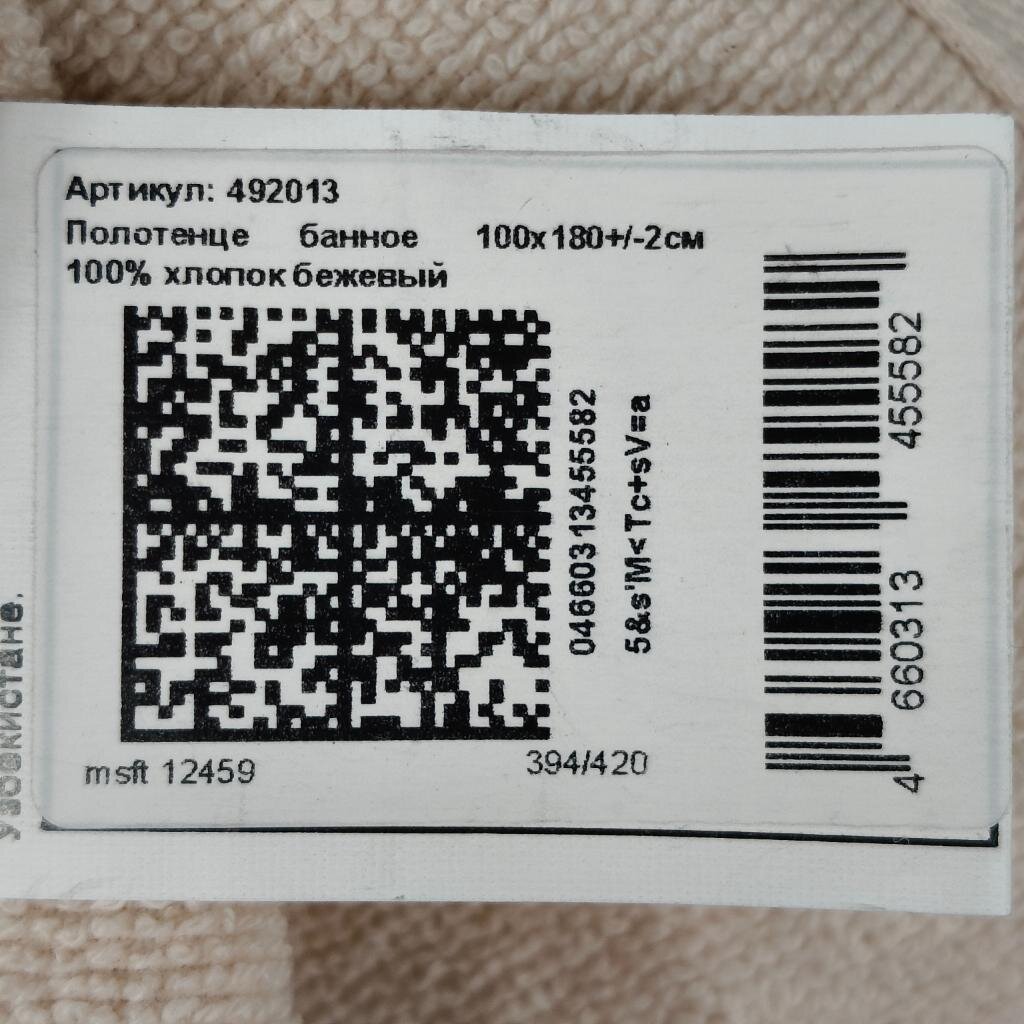 Артикул: 492013
Полотенце банное 100х180+/-2см
100% хлопок бежевый
04660313455582
5&s'M<Tc+sV=a
4 660313 455582
msft 12459
394/420
Узбекистане.